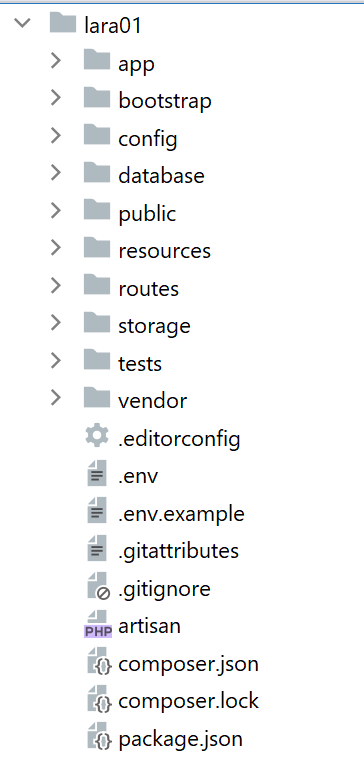 lara01
app
bootstrap
config
database
public
resources
routes
storage
tests
vendor
.editorconfig
.env
.env.example
.gitattributes
.gitignore
PHP artisan
composer.json
composer.lock
package.json